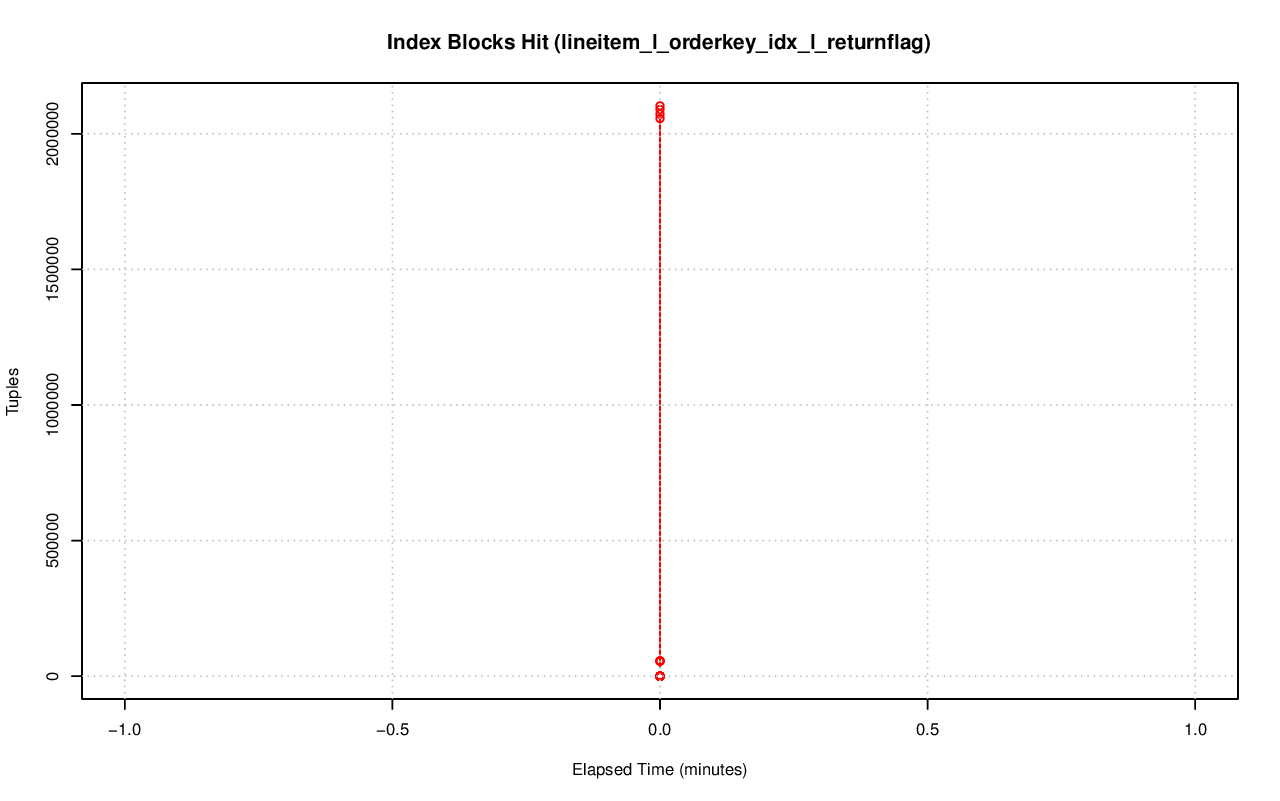 Index Blocks Hit (lineitem_l_orderkey_idx_l_returnflag)
Tuples
2000000
1500000
1000000
500000
0
−1.0 −0.5 0.0 0.5 1.0
Elapsed Time (minutes)